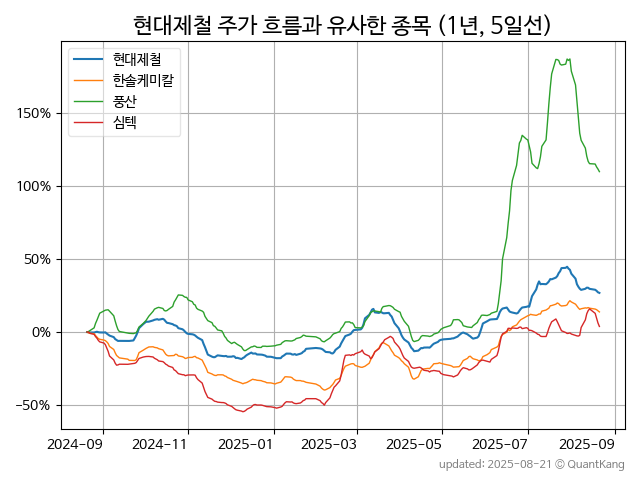 현대제철 주가 흐름과 유사한 종목 (1년, 5일선)
현대제철
한솔케미칼
풍산
심텍
150%
100%
50%
0%
−50%
2024-09
2024-11
2025-01
2025-03
2025-05
2025-07
2025-09
updated: 2025-08-21 © QuantKang